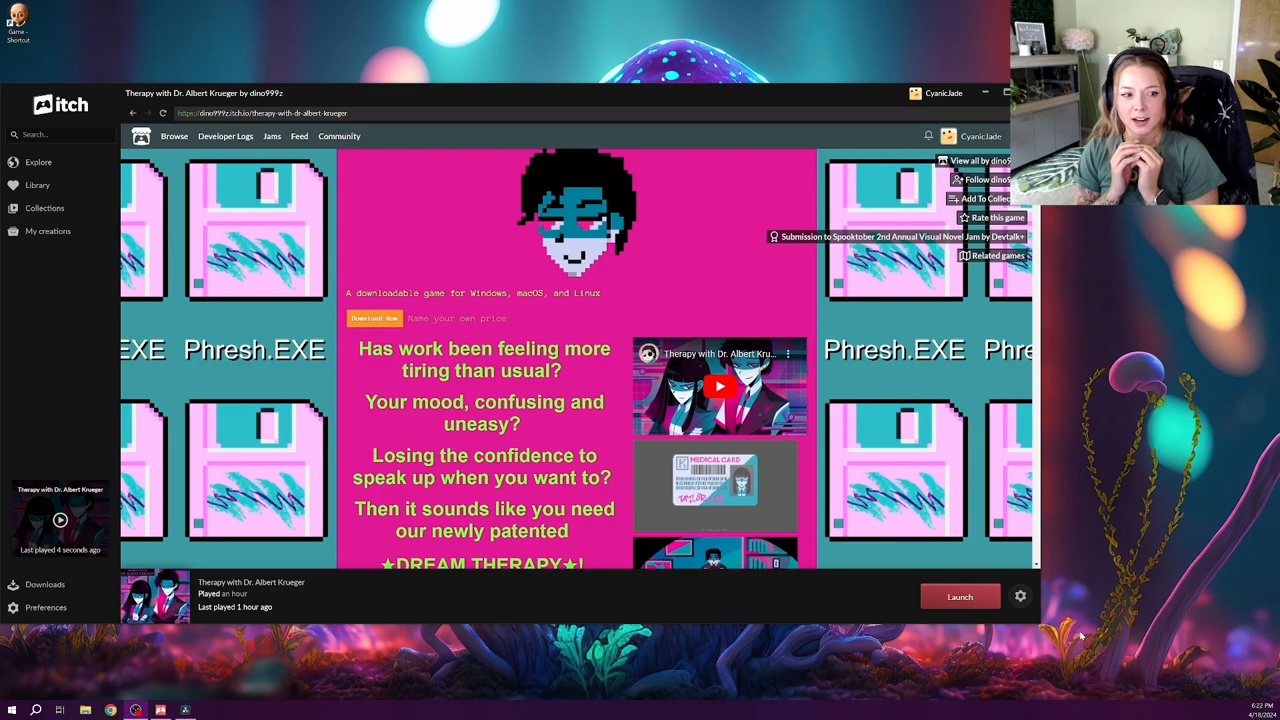 Game -
Shortcut
Therapy with Dr. Albert Krueger by dino999z
CyanicJade
itch
https://dino999z.itch.io/therapy-with-dr-albert-krueger
Search...
Browse
Developer Logs
Jams
Feed
Community
CyanicJade
Explore
Library
Collections
My creations
View all by dino9
Follow dino9
Add To Collec
Rate this game
Submission to Spooktober 2nd Annual Visual Novel Jam by Devtalk+
Related games
A downloadable game for Windows, macOS, and Linux
Download Now
Name your own price
Has work been feeling more
tiring than usual?
Your mood, confusing and
uneasy?
Losing the confidence to
speak up when you want to?
Then it sounds like you need
our newly patented
★DREAM THERAPY★!
Therapy with Dr. Albert Kru...
MEDICAL CARD
EXE
Phresh.EXE
Phresh.EXE
Phre
Therapy with Dr. Albert Krueger
Last played 4 seconds ago
Downloads
Preferences
Therapy with Dr. Albert Krueger
Played an hour
Last played 1 hour ago
Launch
6:22 PM
4/18/2024